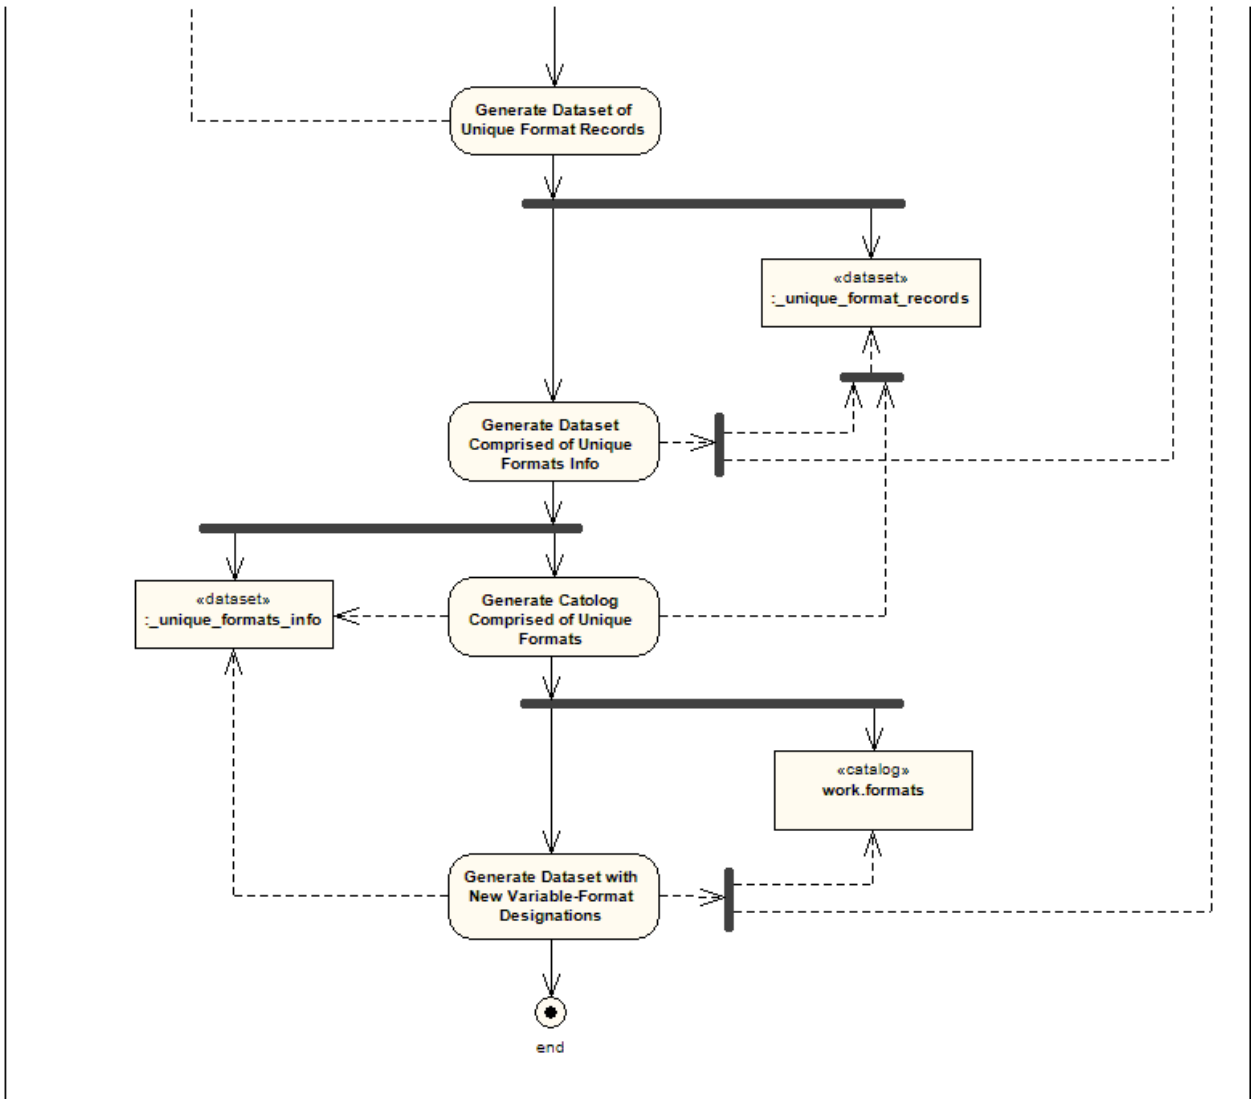 Generate Dataset of
Unique Format Records
«dataset»
:_unique_format_records
Generate Dataset
Comprised of Unique
Formats Info
«dataset»
:_unique_formats_info
Generate Catolog
Comprised of Unique
Formats
«catalog»
work.formats
Generate Dataset with
New Variable-Format
Designations
end